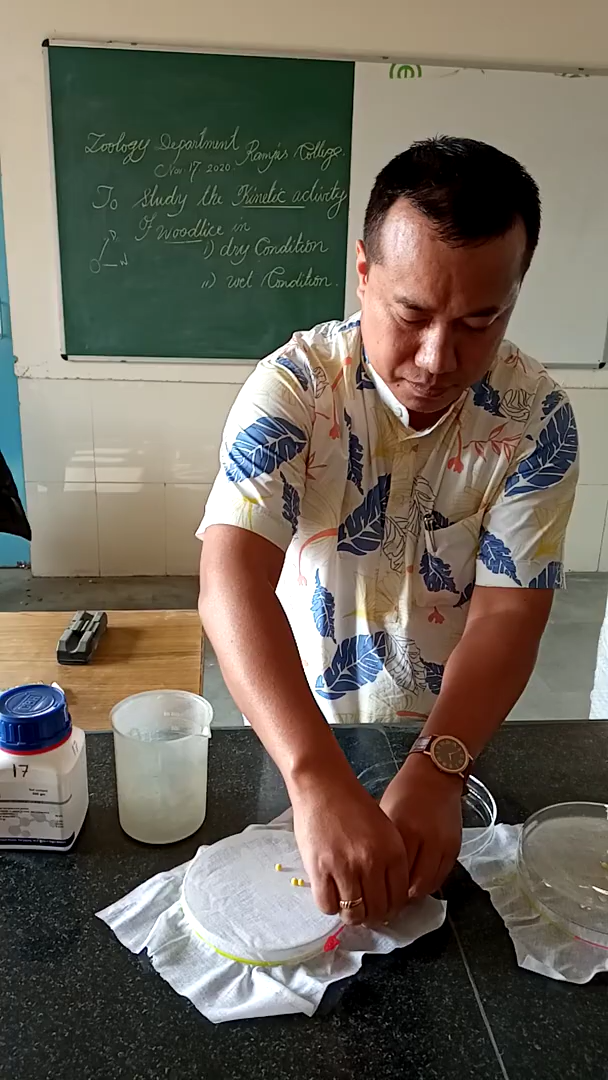 Zoology Department Ramjas College.
Nov 17 2020
To Study the Kinetic activity
Of woodlice in
i) dry Condition
ii) wet Condition.
D
O W
17